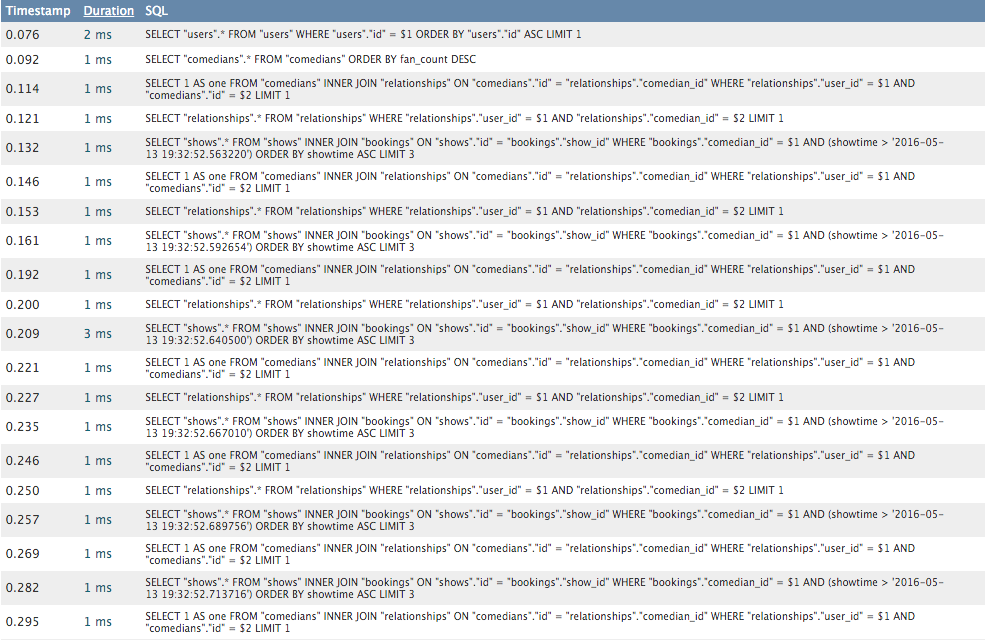 Timestamp Duration SQL
0.076 2 ms SELECT "users".* FROM "users" WHERE "users"."id" = $1 ORDER BY "users"."id" ASC LIMIT 1
0.092 1 ms SELECT "comedians".* FROM "comedians" ORDER BY fan_count DESC
0.114 1 ms SELECT 1 AS one FROM "comedians" INNER JOIN "relationships" ON "comedians"."id" = "relationships"."comedian_id" WHERE "relationships"."user_id" = $1 AND
"comedians"."id" = $2 LIMIT 1
0.121 1 ms SELECT "relationships".* FROM "relationships" WHERE "relationships"."user_id" = $1 AND "relationships"."comedian_id" = $2 LIMIT 1
0.132 1 ms SELECT "shows".* FROM "shows" INNER JOIN "bookings" ON "shows"."id" = "bookings"."show_id" WHERE "bookings"."comedian_id" = $1 AND (showtime > '2016-05-
13 19:32:52.563220') ORDER BY showtime ASC LIMIT 3
0.146 1 ms SELECT 1 AS one FROM "comedians" INNER JOIN "relationships" ON "comedians"."id" = "relationships"."comedian_id" WHERE "relationships"."user_id" = $1 AND
"comedians"."id" = $2 LIMIT 1
0.153 1 ms SELECT "relationships".* FROM "relationships" WHERE "relationships"."user_id" = $1 AND "relationships"."comedian_id" = $2 LIMIT 1
0.161 1 ms SELECT "shows".* FROM "shows" INNER JOIN "bookings" ON "shows"."id" = "bookings"."show_id" WHERE "bookings"."comedian_id" = $1 AND (showtime > '2016-05-
13 19:32:52.592654') ORDER BY showtime ASC LIMIT 3
0.192 1 ms SELECT 1 AS one FROM "comedians" INNER JOIN "relationships" ON "comedians"."id" = "relationships"."comedian_id" WHERE "relationships"."user_id" = $1 AND
"comedians"."id" = $2 LIMIT 1
0.200 1 ms SELECT "relationships".* FROM "relationships" WHERE "relationships"."user_id" = $1 AND "relationships"."comedian_id" = $2 LIMIT 1
0.209 3 ms SELECT "shows".* FROM "shows" INNER JOIN "bookings" ON "shows"."id" = "bookings"."show_id" WHERE "bookings"."comedian_id" = $1 AND (showtime > '2016-05-
13 19:32:52.640500') ORDER BY showtime ASC LIMIT 3
0.221 1 ms SELECT 1 AS one FROM "comedians" INNER JOIN "relationships" ON "comedians"."id" = "relationships"."comedian_id" WHERE "relationships"."user_id" = $1 AND
"comedians"."id" = $2 LIMIT 1
0.227 1 ms SELECT "relationships".* FROM "relationships" WHERE "relationships"."user_id" = $1 AND "relationships"."comedian_id" = $2 LIMIT 1
0.235 1 ms SELECT "shows".* FROM "shows" INNER JOIN "bookings" ON "shows"."id" = "bookings"."show_id" WHERE "bookings"."comedian_id" = $1 AND (showtime > '2016-05-
13 19:32:52.667010') ORDER BY showtime ASC LIMIT 3
0.246 1 ms SELECT 1 AS one FROM "comedians" INNER JOIN "relationships" ON "comedians"."id" = "relationships"."comedian_id" WHERE "relationships"."user_id" = $1 AND
"comedians"."id" = $2 LIMIT 1
0.250 1 ms SELECT "relationships".* FROM "relationships" WHERE "relationships"."user_id" = $1 AND "relationships"."comedian_id" = $2 LIMIT 1
0.257 1 ms SELECT "shows".* FROM "shows" INNER JOIN "bookings" ON "shows"."id" = "bookings"."show_id" WHERE "bookings"."comedian_id" = $1 AND (showtime > '2016-05-
13 19:32:52.689756') ORDER BY showtime ASC LIMIT 3
0.269 1 ms SELECT 1 AS one FROM "comedians" INNER JOIN "relationships" ON "comedians"."id" = "relationships"."comedian_id" WHERE "relationships"."user_id" = $1 AND
"comedians"."id" = $2 LIMIT 1
0.282 1 ms SELECT "shows".* FROM "shows" INNER JOIN "bookings" ON "shows"."id" = "bookings"."show_id" WHERE "bookings"."comedian_id" = $1 AND (showtime > '2016-05-
13 19:32:52.713716') ORDER BY showtime ASC LIMIT 3
0.295 1 ms SELECT 1 AS one FROM "comedians" INNER JOIN "relationships" ON "comedians"."id" = "relationships"."comedian_id" WHERE "relationships"."user_id" = $1 AND
"comedians"."id" = $2 LIMIT 1